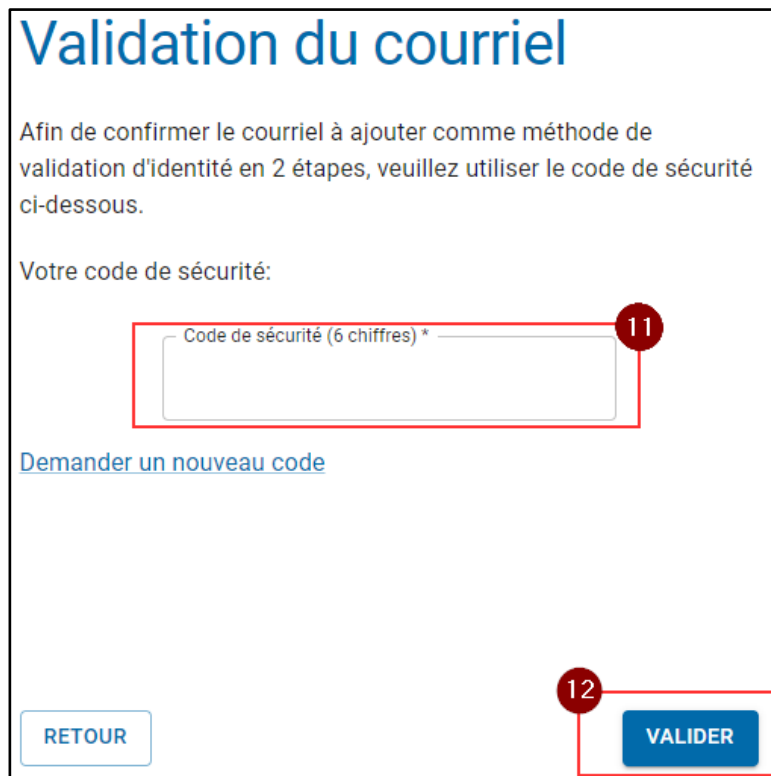 Validation du courriel
Afin de confirmer le courriel à ajouter comme méthode de
validation d'identité en 2 étapes, veuillez utiliser le code de sécurité
ci-dessous.
Votre code de sécurité:
11
Code de sécurité (6 chiffres) *
Demander un nouveau code
12
RETOUR
VALIDER